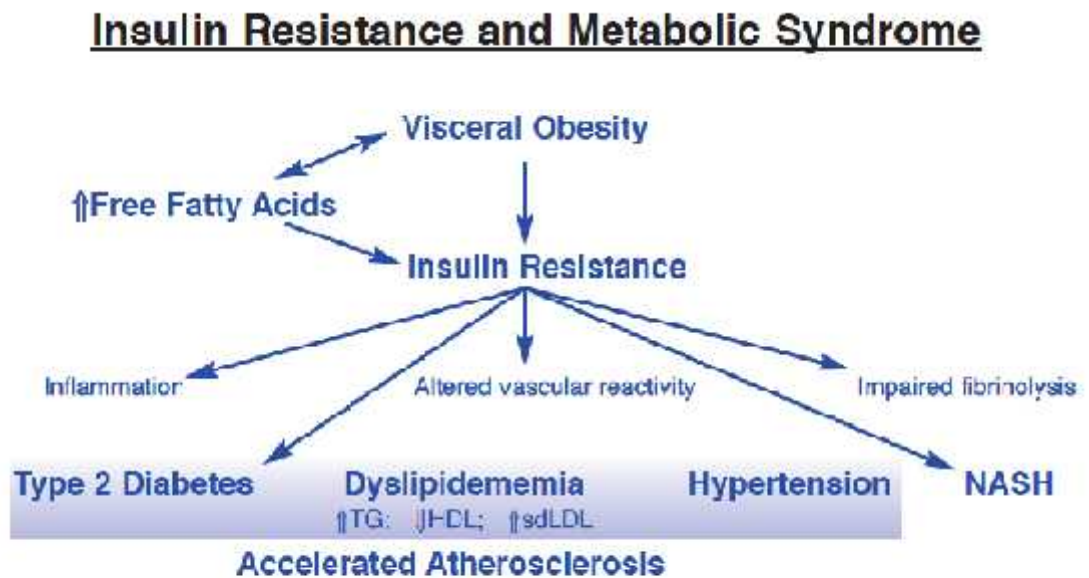 Insulin Resistance and Metabolic Syndrome
Visceral Obesity
⇑Free Fatty Acids
Insulin Resistance
Inflammation
Altered vascular reactivity
Impaired fibrinolysis
Type 2 Diabetes
Dyslipidememia
Hypertension
NASH
⇑TG; ⇓HDL; ⇑sdLDL
Accelerated Atherosclerosis